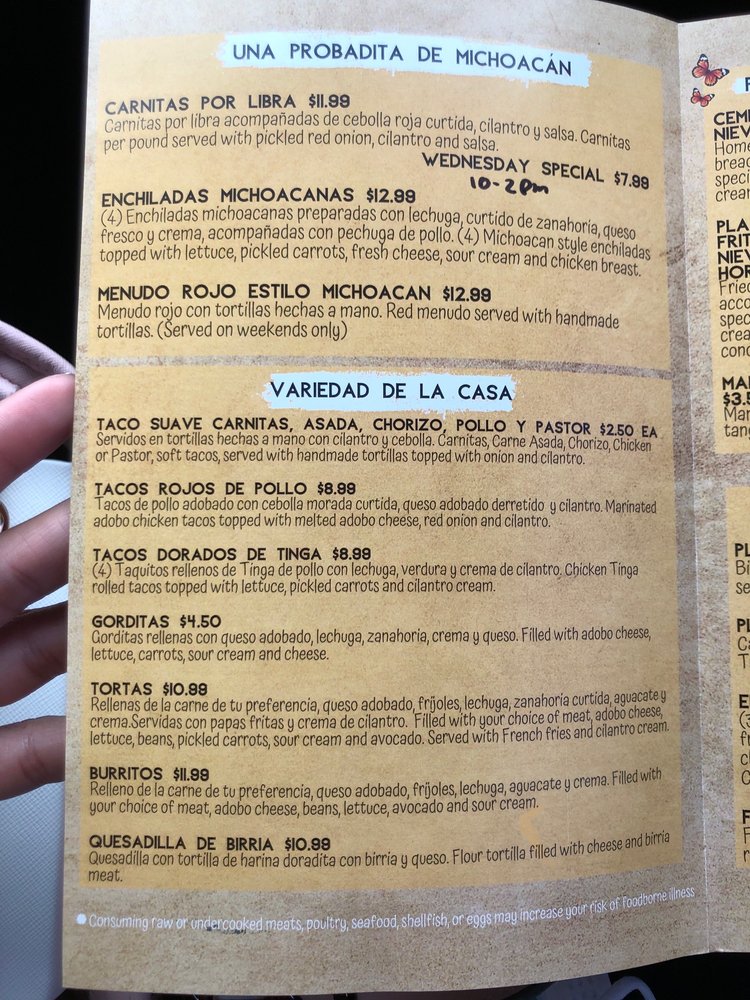 UNA PROBADITA DE MICHOACÁN
CARNITAS POR LIBRA $11.99
Carnitas por libra acompañadas de cebolla roja curtida, cilantro y salsa. Carnitas
per pound served with pickled red onion, cilantro and salsa.
WEDNESDAY SPECIAL $7.99
10-2pm
ENCHILADAS MICHOACANAS $12.99
(4) Enchiladas michoacanas preparadas con lechuga, curtido de zanahoria, queso
fresco y crema, acompañadas con pechuga de pollo. (4) Michoacan style enchiladas
topped with lettuce, pickled carrots, fresh cheese, sour cream and chicken breast.
MENUDO ROJO ESTILO MICHOACAN $12.99
Menudo rojo con tortillas hechas a mano. Red menudo served with handmade
tortillas. (Served on weekends only)
VARIEDAD DE LA CASA
TACO SUAVE CARNITAS, ASADA, CHORIZO, POLLO Y PASTOR $2.50 EA
Servidos en tortillas hechas a mano con cilantro y cebolla. Carnitas, Carne Asada, Chorizo, Chicken
or Pastor, soft tacos, served with handmade tortillas topped with onion and cilantro.
TACOS ROJOS DE POLLO $8.99
Tacos de pollo adobado con cebolla morada curtida, queso adobado derretido y cilantro. Marinated
adobo chicken tacos topped with melted adobo cheese, red onion and cilantro.
TACOS DORADOS DE TINGA $8.99
(4) Taquitos rellenos de Tinga de pollo con lechuga, verdura y crema de cilantro. Chicken Tinga
rolled tacos topped with lettuce, pickled carrots and cilantro cream.
GORDITAS $4.50
Gorditas rellenas con queso adobado, lechuga, zanahoria, crema y queso. Filled with adobo cheese,
lettuce, carrots, sour cream and cheese.
TORTAS $10.99
Rellenas de la carne de tu preferencia, queso adobado, frijoles, lechuga, zanahoria curtida, aguacate y
crema.Servidas con papas fritas y crema de cilantro. Filled with your choice of meat, adobo cheese,
lettuce, beans, pickled carrots, sour cream and avocado. Served with French fries and cilantro cream.
BURRITOS $11.99
Relleno de la carne de tu preferencia, queso adobado, frijoles, lechuga, aguacate y crema. Filled with
your choice of meat, adobo cheese, beans, lettuce, avocado and sour cream.
QUESADILLA DE BIRRIA $10.99
Quesadilla con tortilla de harina doradita con birria y queso. Flour tortilla filled with cheese and birria
meat.
Consuming raw or undercooked meats, poultry, seafood, shellfish, or eggs may increase your risk of foodborne illness